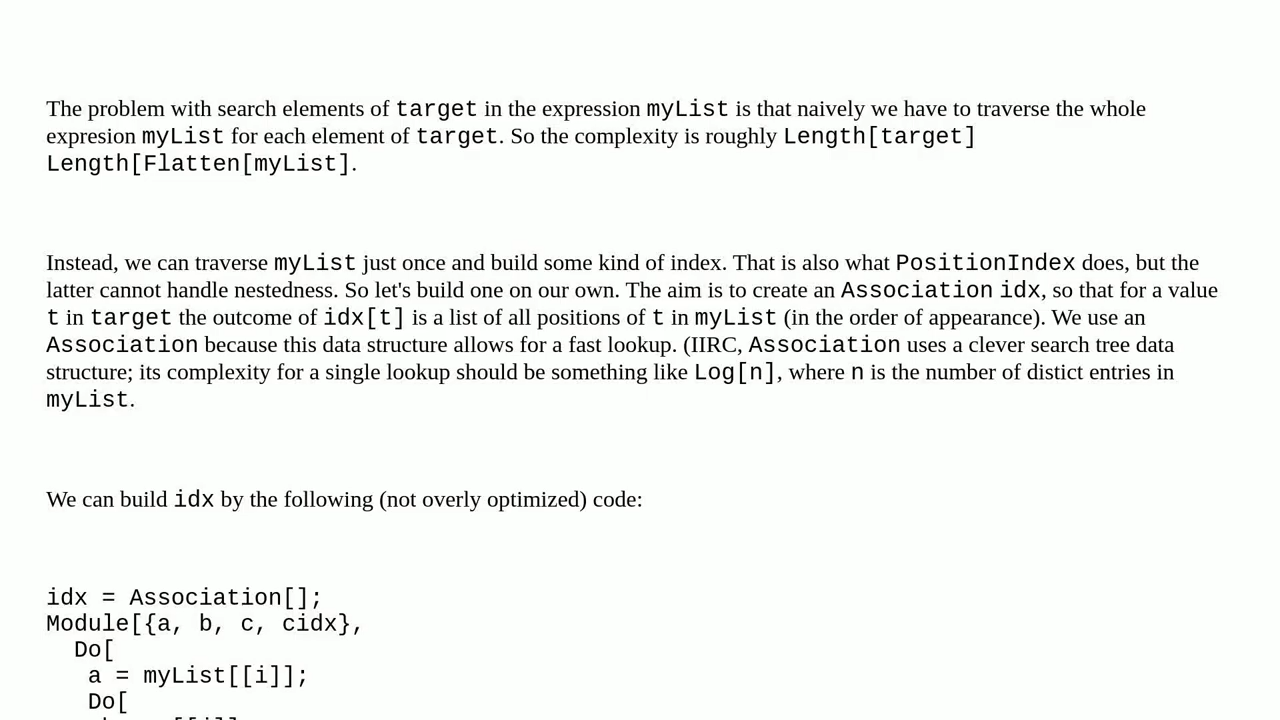 The problem with search elements of target in the expression myList is that naively we have to traverse the whole
expresion myList for each element of target. So the complexity is roughly Length[target]
Length[Flatten[myList].
Instead, we can traverse myList just once and build some kind of index. That is also what PositionIndex does, but the
latter cannot handle nestedness. So let's build one on our own. The aim is to create an Association idx, so that for a value
t in target the outcome of idx[t] is a list of all positions of t in myList (in the order of appearance). We use an
Association because this data structure allows for a fast lookup. (IIRC, Association uses a clever search tree data
structure; its complexity for a single lookup should be something like Log[n], where n is the number of distict entries in
myList.
We can build idx by the following (not overly optimized) code:
idx = Association[];
Module[{a, b, c, cidx},
Do[
a = myList[[i]];
Do[